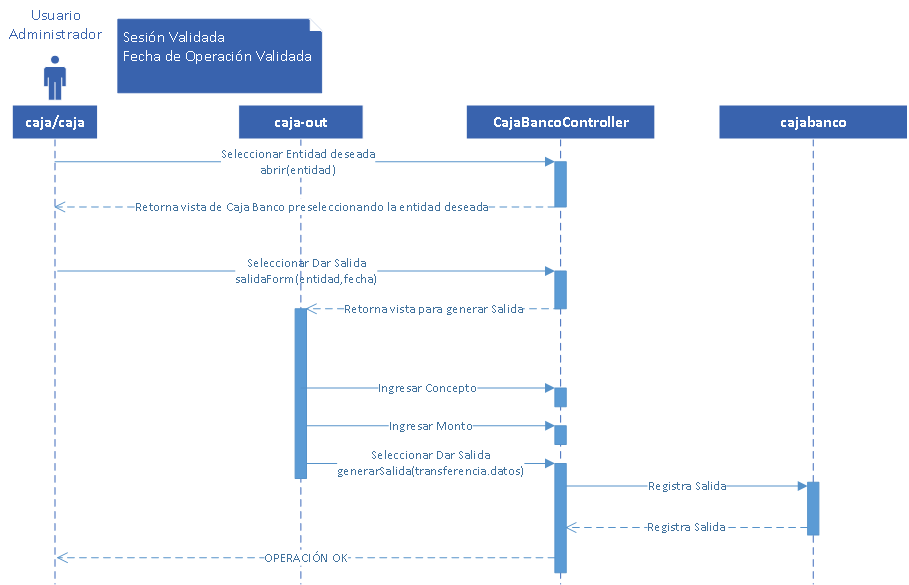 Usuario
Administrador
Sesión Validada
Fecha de Operación Validada
caja/caja
caja-out
CajaBancoController
cajabanco
Seleccionar Entidad deseada
abrir(entidad)
Retorna vista de Caja Banco preseleccionando la entidad deseada
Seleccionar Dar Salida
salidaForm(entidad,fecha)
Retorna vista para generar Salida
Ingresar Concepto
Ingresar Monto
Seleccionar Dar Salida
generarSalida(transferencia.datos)
Registra Salida
Registra Salida
OPERACIÓN OK